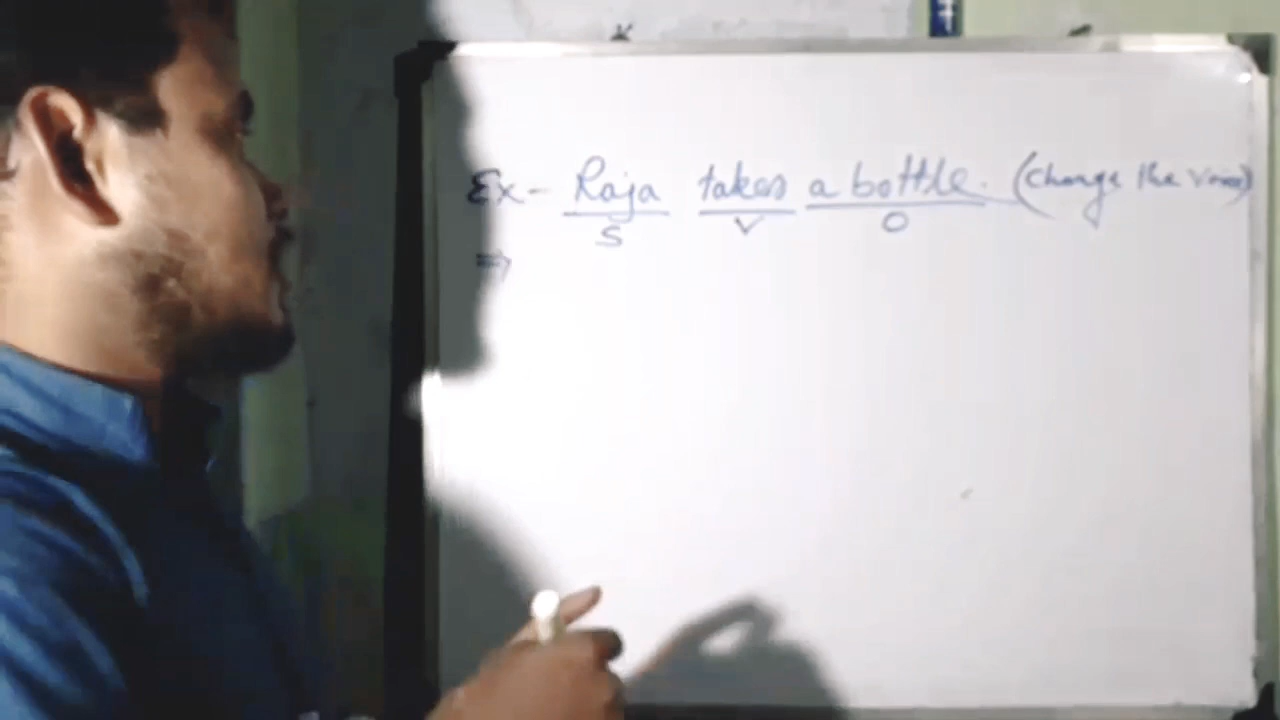 Ex- Raja takes a bottle. (Change the Voice)
S V O
⇒